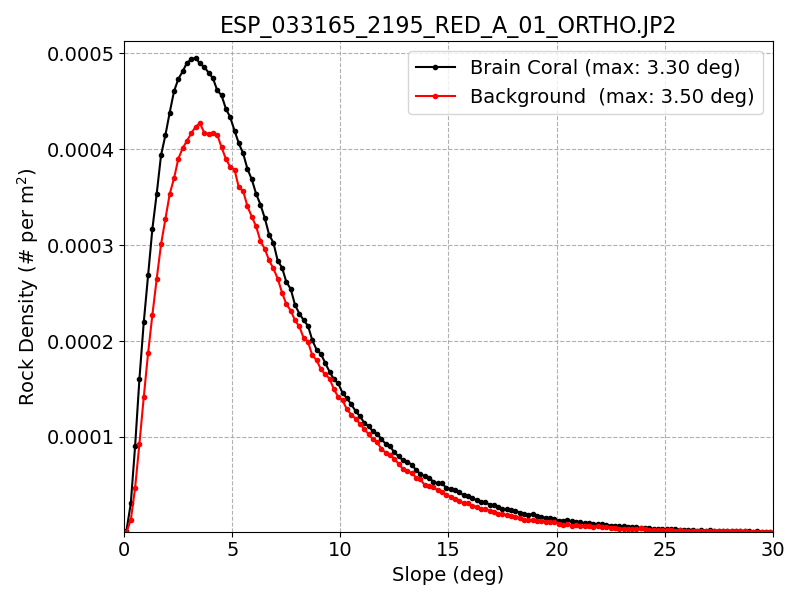 ESP_033165_2195_RED_A_01_ORTHO.JP2
Brain Coral (max: 3.30 deg)
Background  (max: 3.50 deg)
Rock Density (# per m²)
0.0005
0.0004
0.0003
0.0002
0.0001
0 5 10 15 20 25 30
Slope (deg)